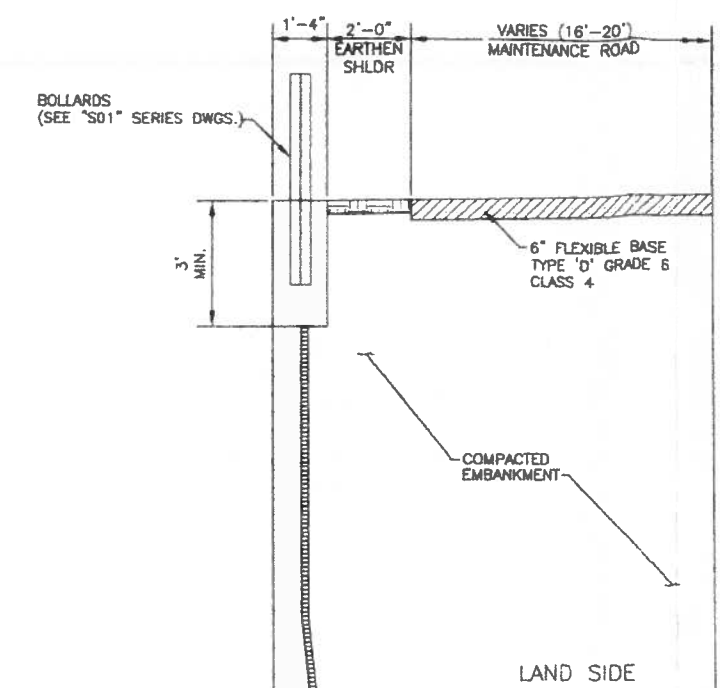 1'-4"
2'-0"
EARTHEN
SHLDR
VARIES (16'-20')
MAINTENANCE ROAD
BOLLARDS
(SEE "S01" SERIES DWGS.)
3'
MIN.
6" FLEXIBLE BASE
TYPE 'D' GRADE 6
CLASS 4
COMPACTED
EMBANKMENT
LAND SIDE